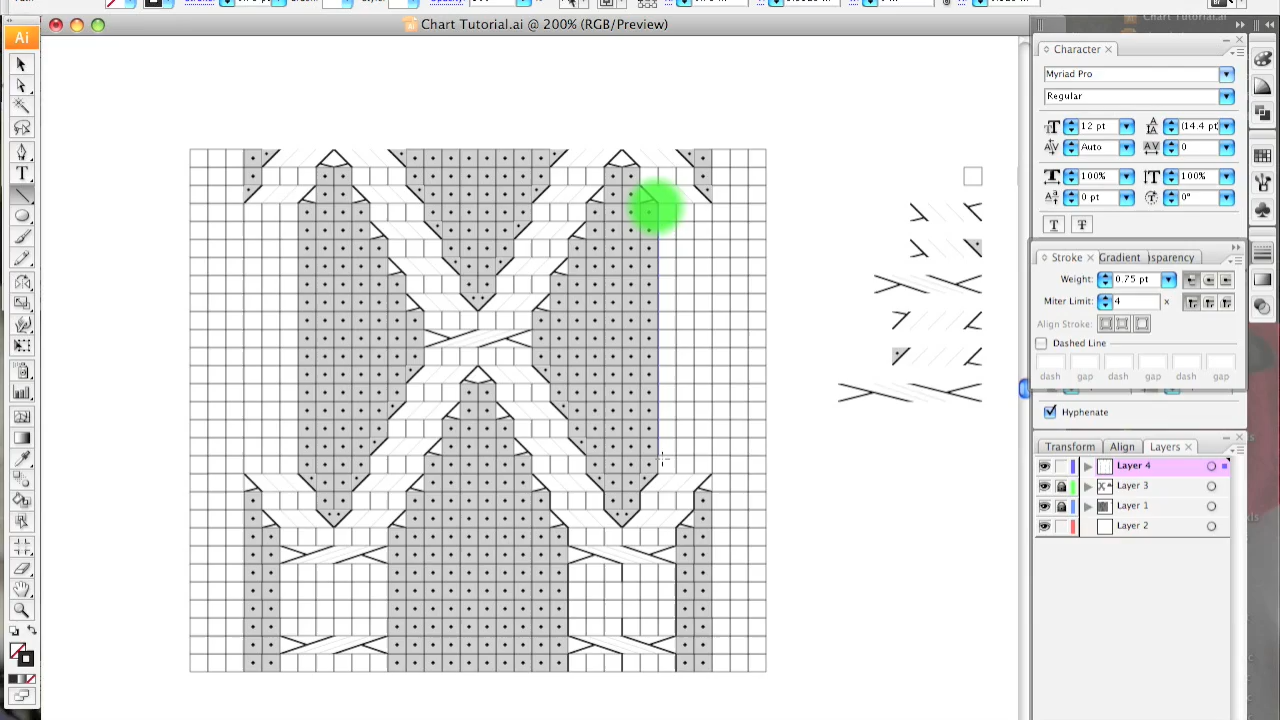 Chart Tutorial.ai @ 200% (RGB/Preview)
Ai
Character ×
Myriad Pro
Regular
12 pt
(14.4 pt
Auto
0
100%
100%
0 pt
0°
Stroke ×
Gradient
sparency
Weight:
0.75 pt
Miter Limit:
4
x
Align Stroke:
Dashed Line
dash
gap
dash
gap
dash
gap
Hyphenate
Transform
Align
Layers ×
Layer 4
Layer 3
Layer 1
Layer 2